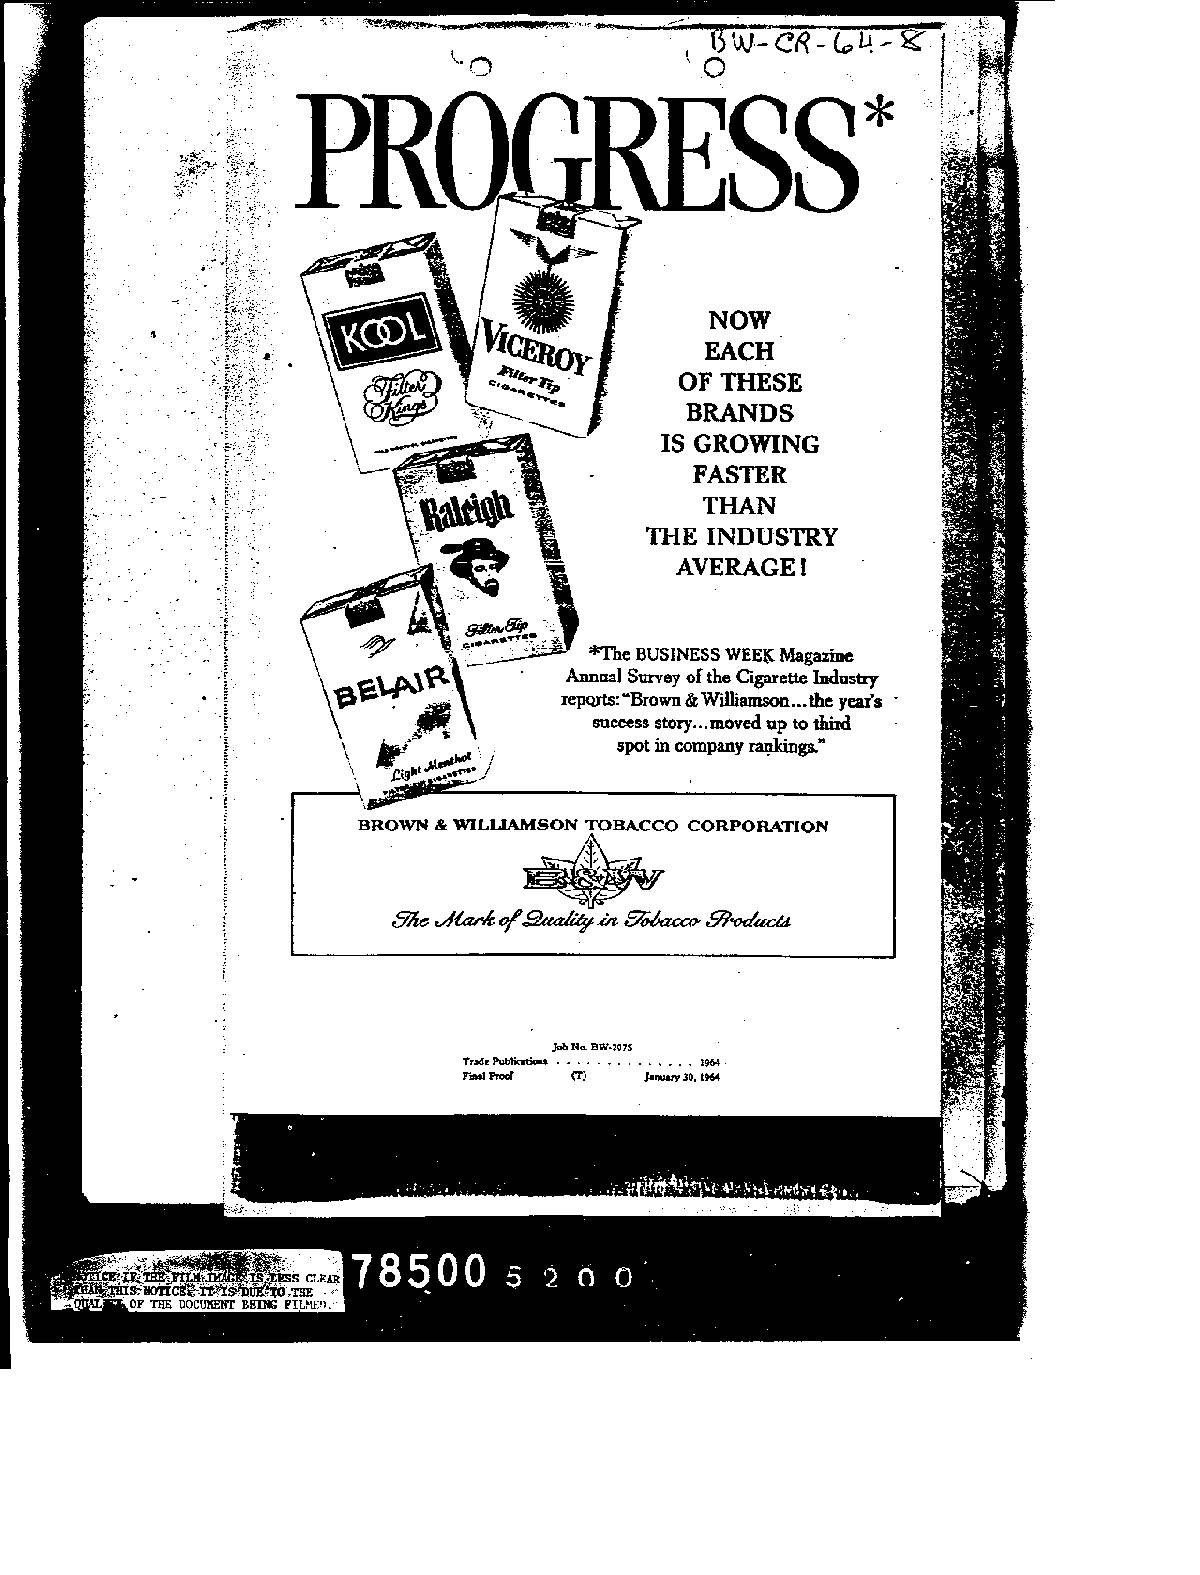 BW-CR-64-8
PROGRESS*
KOOL
Filter
Kings
VICEROY
Filter Tip
CIGARETTES
Raleigh
Filter Tip
CIGARETTES
BELAIR
Light Menthol
NOW
EACH
OF THESE
BRANDS
IS GROWING
FASTER
THAN
THE INDUSTRY
AVERAGE!
*The BUSINESS WEEK Magazine
Annual Survey of the Cigarette Industry
reports: "Brown & Williamson...the year's
success story...moved up to third
spot in company rankings."
BROWN & WILLIAMSON TOBACCO CORPORATION
B&W
The Mark of Quality in Tobacco Products
Job No. BW-2075
Trade Publications . . . . . . . . . . . . . . 1964
Final Proof (T) January 30, 1964
IF THE FILM IMAGE IS LESS CLEAR
THAN THIS NOTICE IT IS DUE TO THE
OF THE DOCUMENT BEING FILMED.
78500 5200